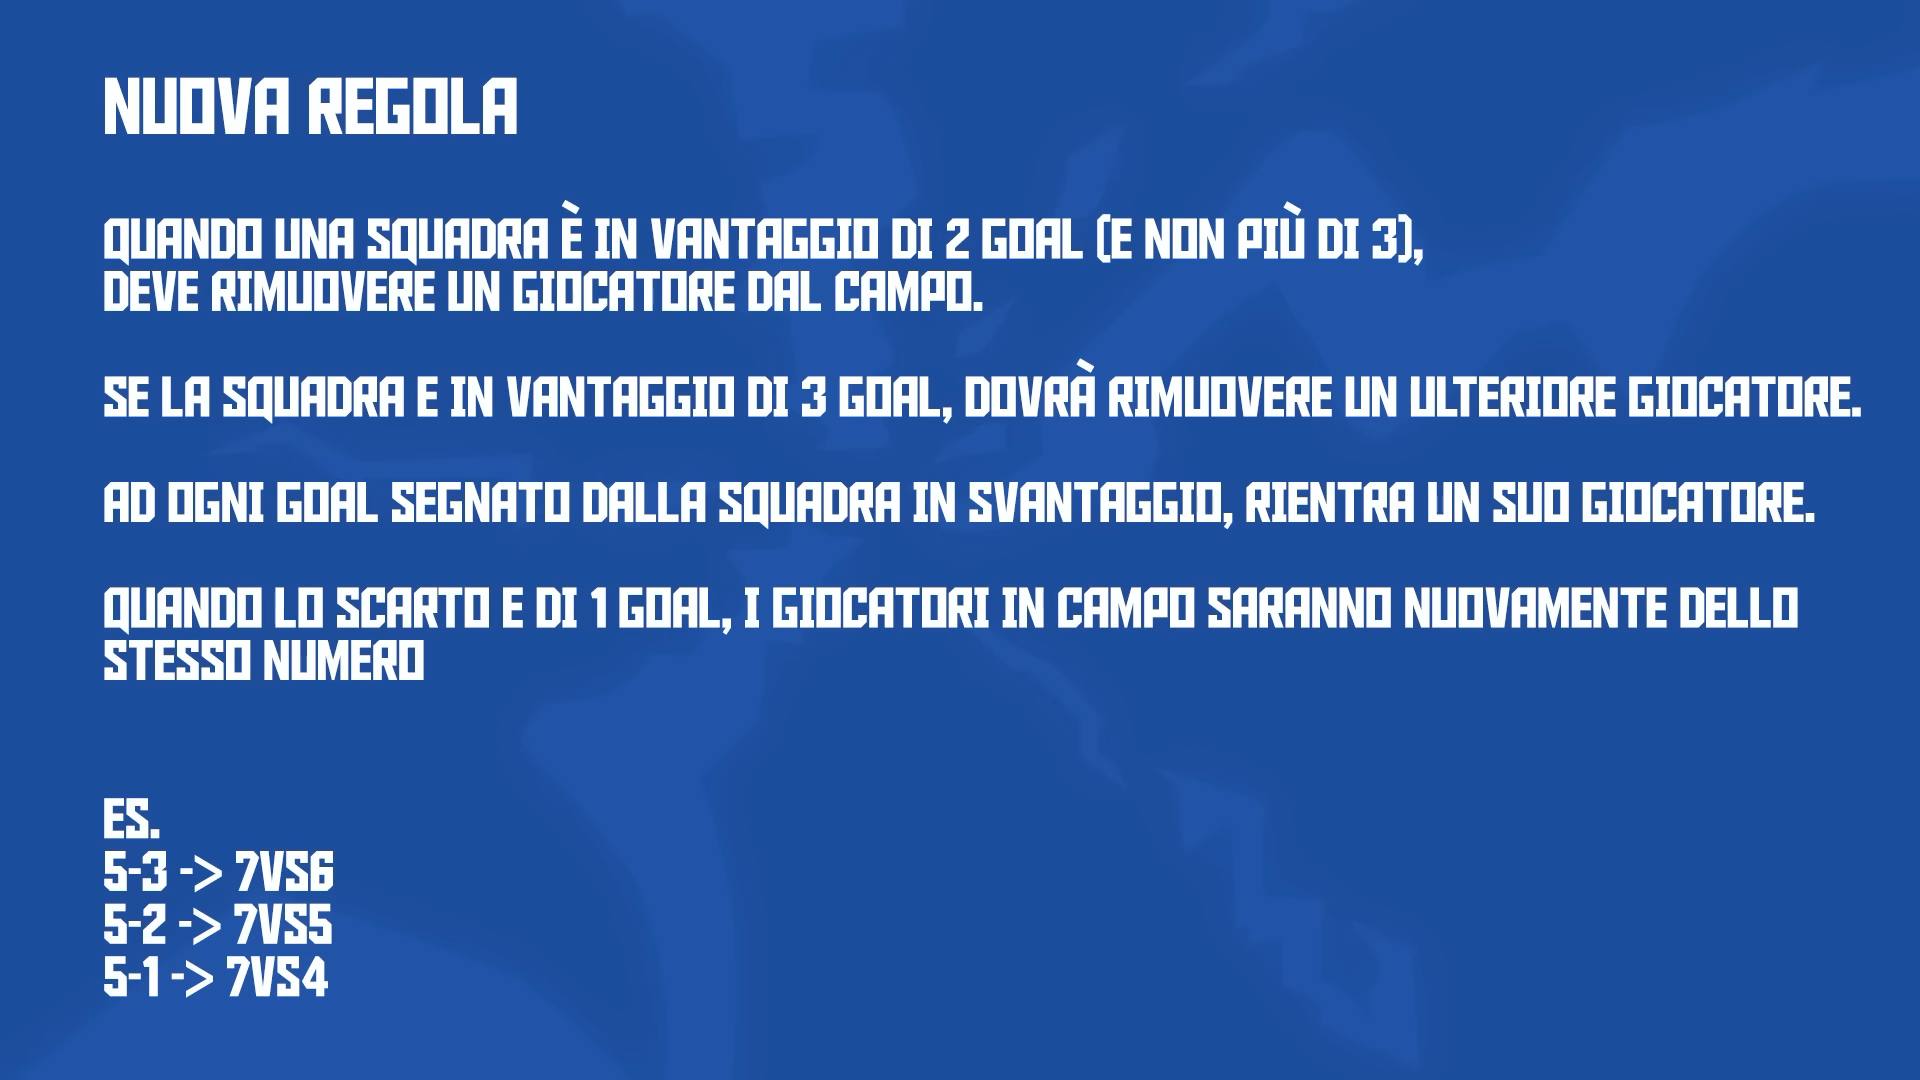 NUOVA REGOLA
QUANDO UNA SQUADRA È IN VANTAGGIO DI 2 GOAL (E NON PIÙ DI 3),
DEVE RIMUOVERE UN GIOCATORE DAL CAMPO.
SE LA SQUADRA E IN VANTAGGIO DI 3 GOAL, DOVRÀ RIMUOVERE UN ULTERIORE GIOCATORE.
AD OGNI GOAL SEGNATO DALLA SQUADRA IN SVANTAGGIO, RIENTRA UN SUO GIOCATORE.
QUANDO LO SCARTO E DI 1 GOAL, I GIOCATORI IN CAMPO SARANNO NUOVAMENTE DELLO
STESSO NUMERO
ES.
5-3 -> 7VS6
5-2 -> 7VS5
5-1 -> 7VS4